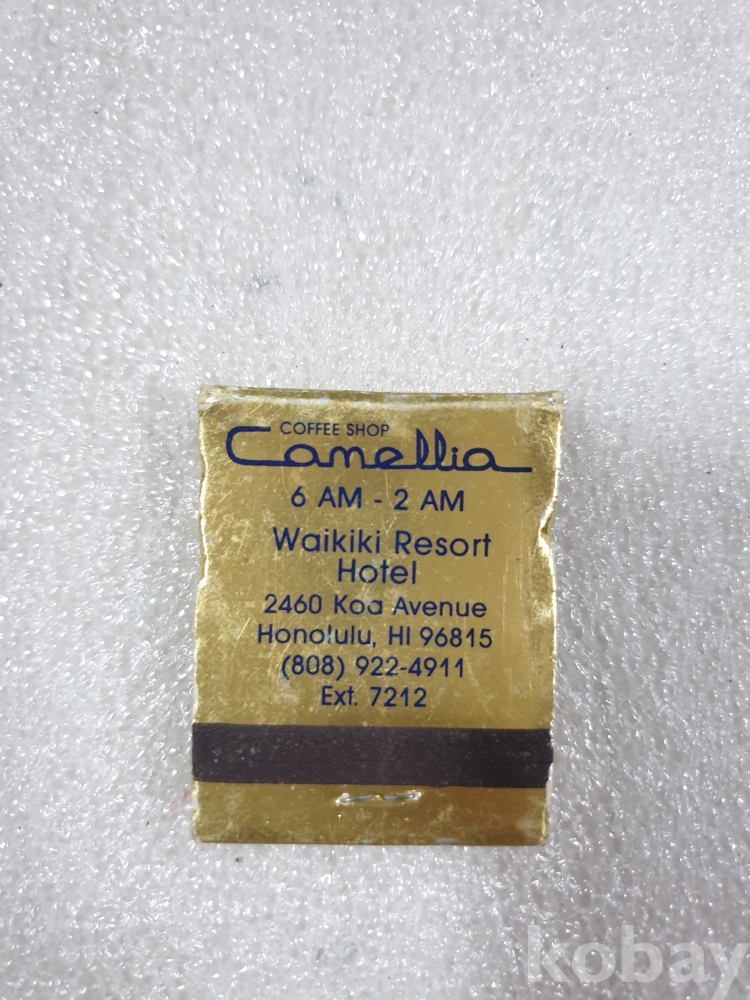 COFFEE SHOP
Camellia
6 AM - 2 AM
Waikiki Resort
Hotel
2460 Koa Avenue
Honolulu, HI 96815
(808) 922-4911
Ext. 7212
kobay